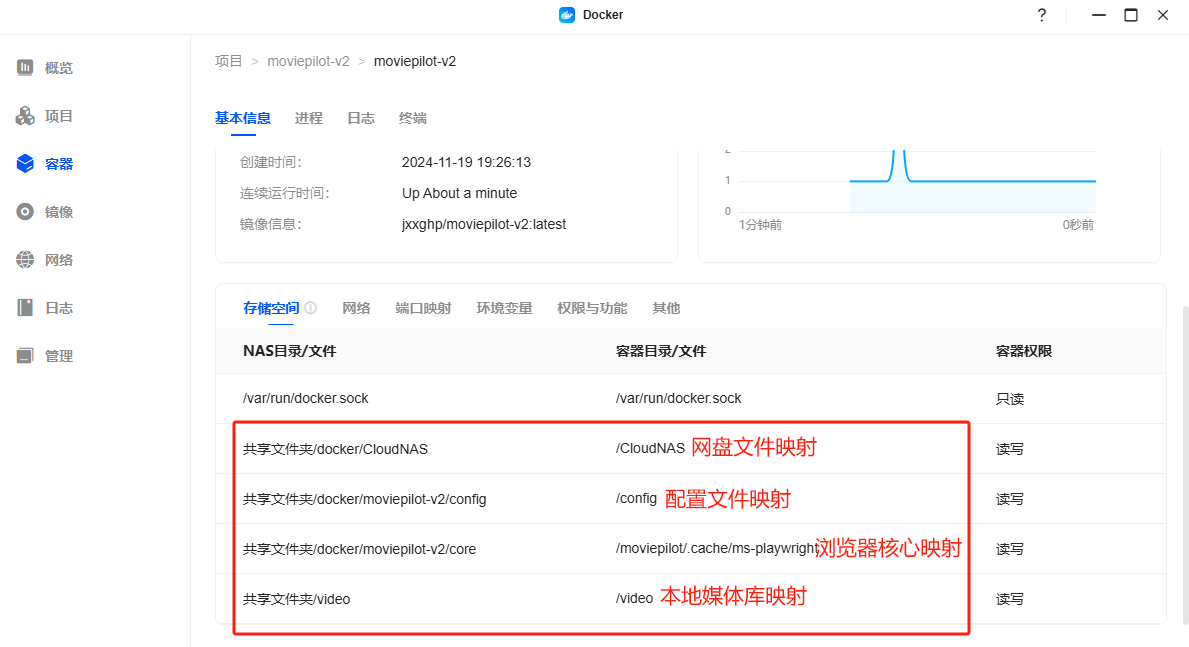 Docker
?
概览
项目
容器
镜像
网络
日志
管理
项目 > moviepilot-v2 > moviepilot-v2
基本信息 进程 日志 终端
创建时间: 2024-11-19 19:26:13
连续运行时间: Up About a minute
镜像信息: jxxghp/moviepilot-v2:latest
2
1
0
1分钟前 0秒前
存储空间 网络 端口映射 环境变量 权限与功能 其他
NAS目录/文件 容器目录/文件 容器权限
/var/run/docker.sock /var/run/docker.sock 只读
共享文件夹/docker/CloudNAS /CloudNAS 网盘文件映射 读写
共享文件夹/docker/moviepilot-v2/config /config 配置文件映射 读写
共享文件夹/docker/moviepilot-v2/core /moviepilot/.cache/ms-playwright 浏览器核心映射 读写
共享文件夹/video /video 本地媒体库映射 读写